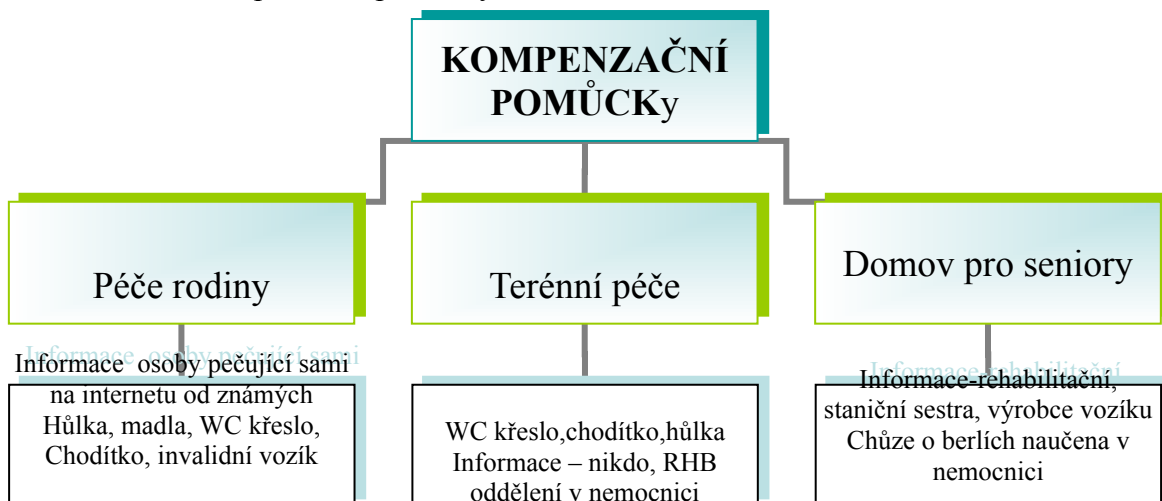 KOMPENZAČNÍ
POMŮCKy
Péče rodiny
Terénní péče
Domov pro seniory
Informace osoby pečující sami
na internetu od známých
Hůlka, madla, WC křeslo,
Chodítko, invalidní vozík
WC křeslo,chodítko,hůlka
Informace – nikdo, RHB
oddělení v nemocnici
Informace-rehabilitační,
staniční sestra, výrobce vozíku
Chůze o berlích naučena v
nemocnici